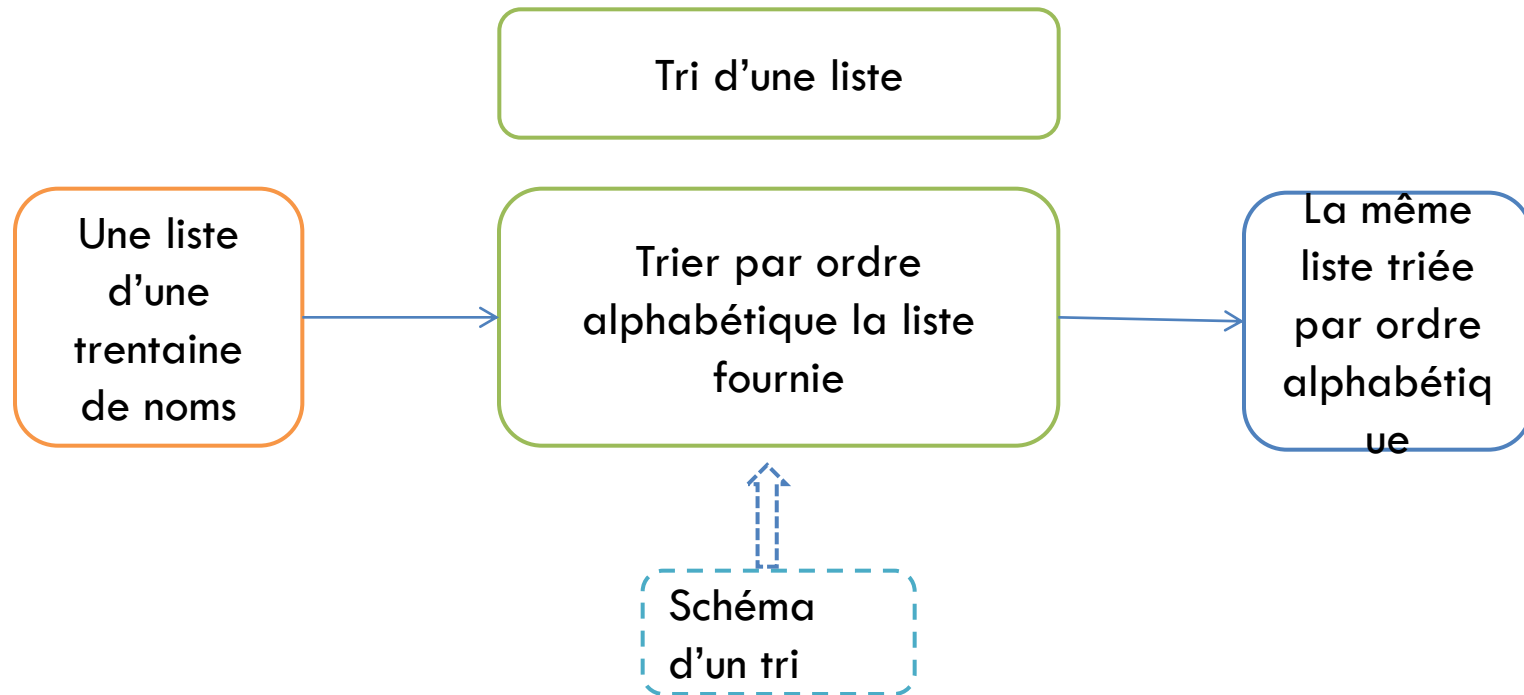 Tri d’une liste
Une liste
d’une
trentaine
de noms
Trier par ordre
alphabétique la liste
fournie
La même
liste triée
par ordre
alphabétiq
ue
Schéma
d’un tri